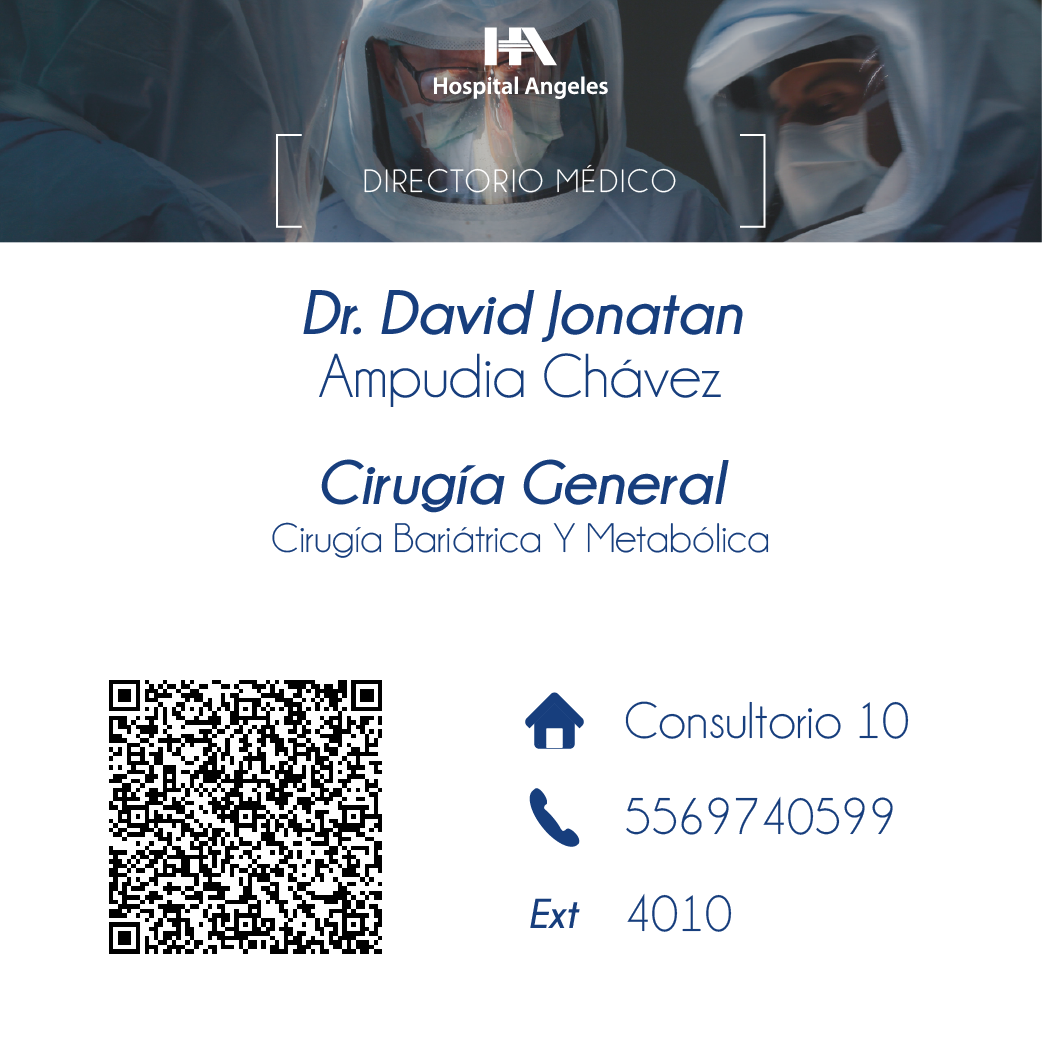 HA
Hospital Angeles
DIRECTORIO MÉDICO
Dr. David Jonatan
Ampudia Chávez
Cirugía General
Cirugía Bariátrica Y Metabólica
Consultorio 10
5569740599
Ext 4010